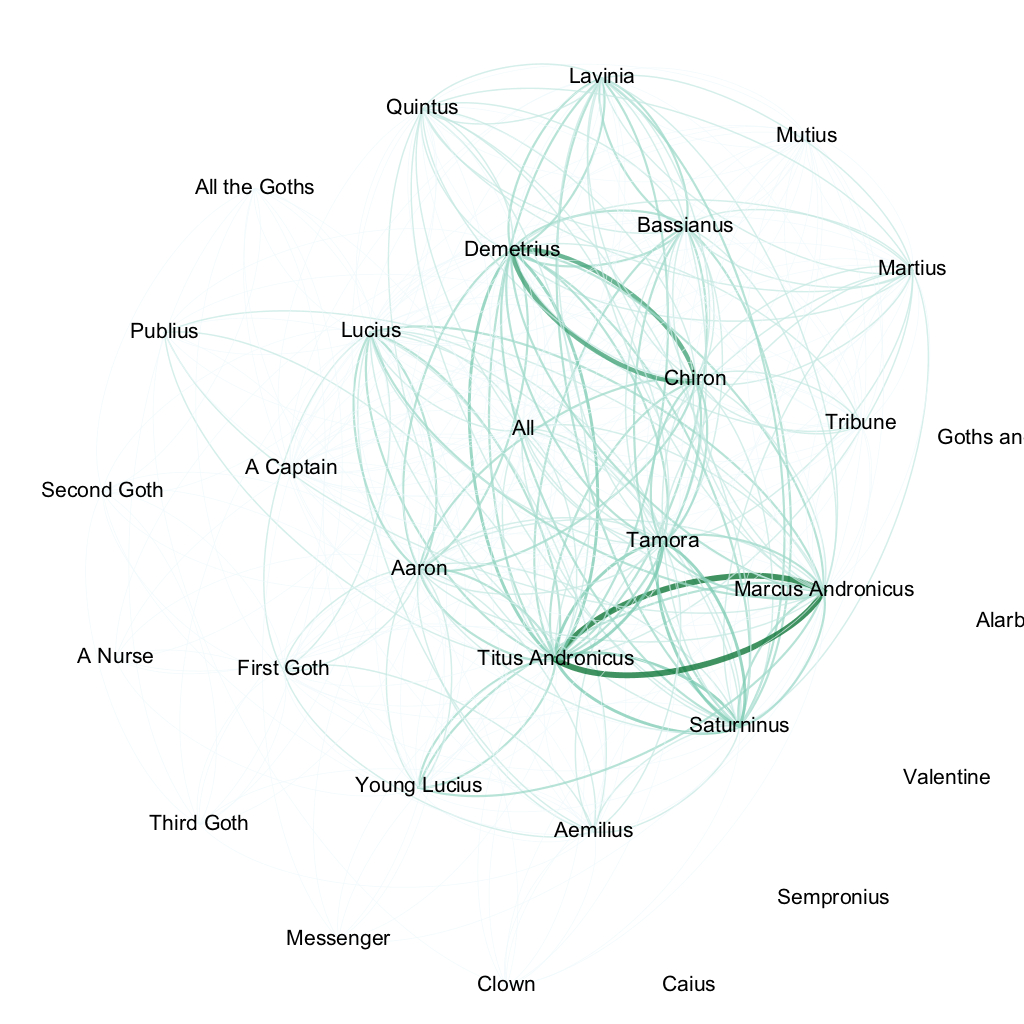 Lavinia
Quintus
Mutius
All the Goths
Bassianus
Demetrius
Martius
Publius
Lucius
Chiron
Tribune
All
Goths an
A Captain
Second Goth
Tamora
Aaron
Marcus Andronicus
Alarb
A Nurse
Titus Andronicus
First Goth
Saturninus
Valentine
Young Lucius
Third Goth
Aemilius
Sempronius
Messenger
Clown
Caius